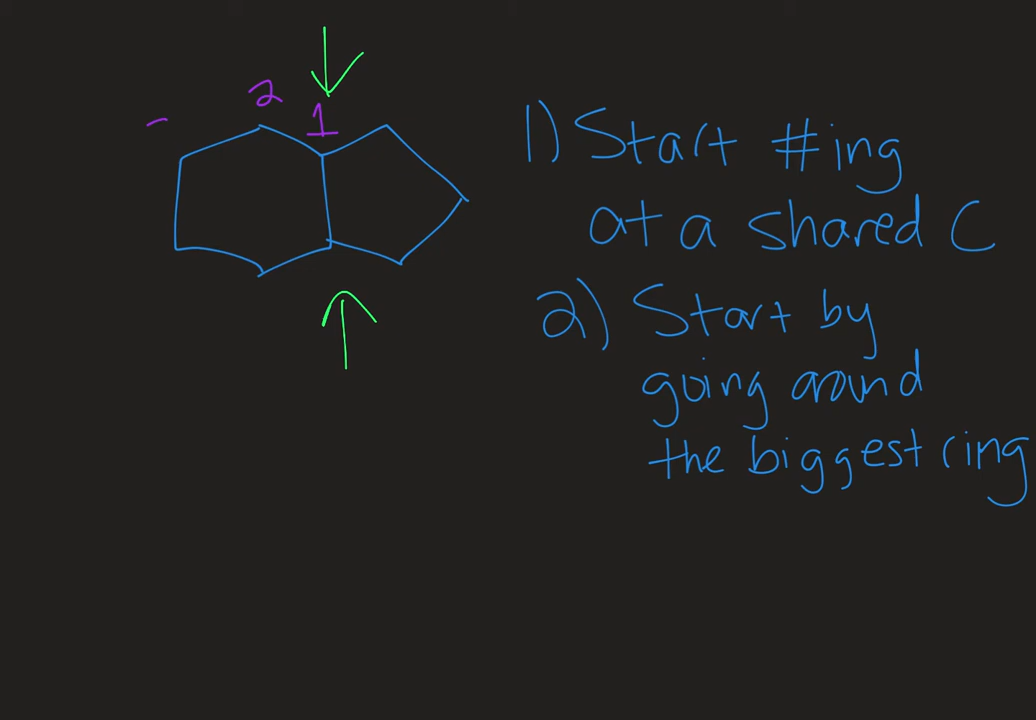 2
1
1) Start #ing
at a shared C
2) Start by
going around
the biggest ring